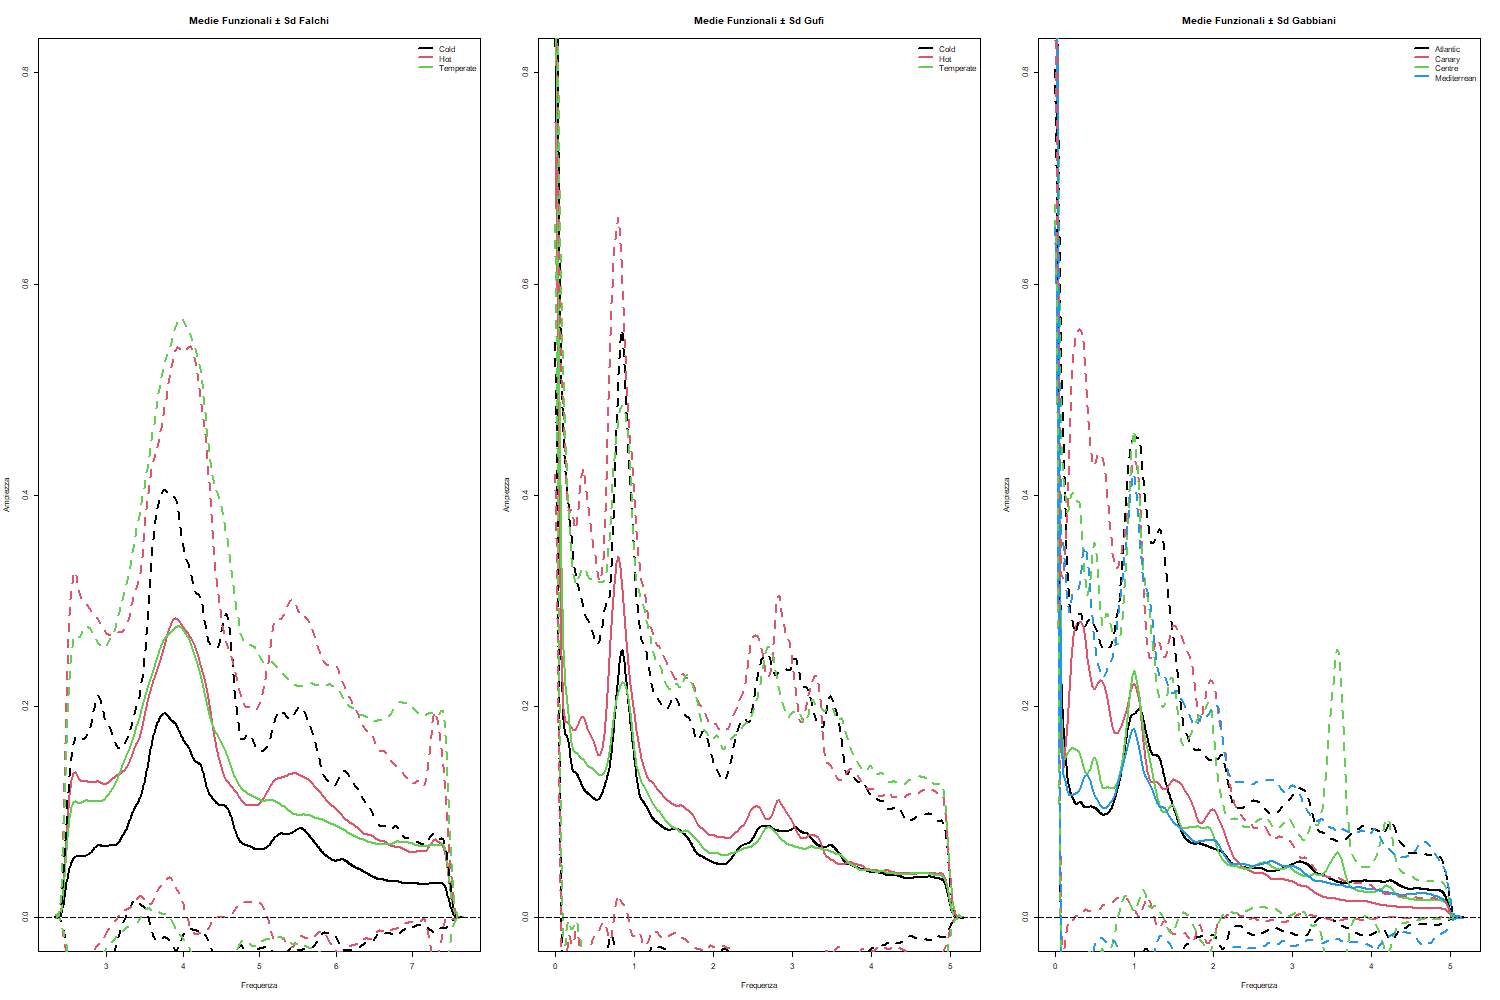 Medie Funzionali ± Sd Falchi
Cold
Hot
Temperate
0.8
0.6
0.4
0.2
0.0
Ampiezza
3 4 5 6 7
Frequenza
Medie Funzionali ± Sd Gufi
Cold
Hot
Temperate
0.8
0.6
0.4
0.2
0.0
Ampiezza
0 1 2 3 4 5
Frequenza
Medie Funzionali ± Sd Gabbiani
Atlantic
Canary
Centre
Mediterrean
0.8
0.6
0.4
0.2
0.0
Ampiezza
0 1 2 3 4 5
Frequenza